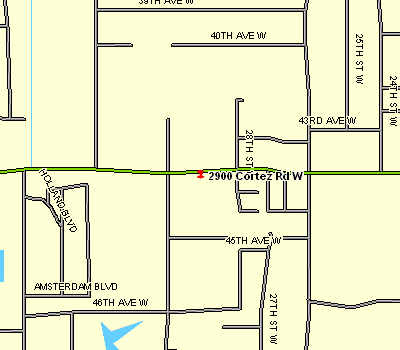 39TH AVE W
40TH AVE W
25TH ST W
24TH ST W
43RD AVE W
28TH ST W
2900 Cortez Rd W
HOLLAND BLVD
45TH AVE W
AMSTERDAM BLVD
46TH AVE W
27TH ST W